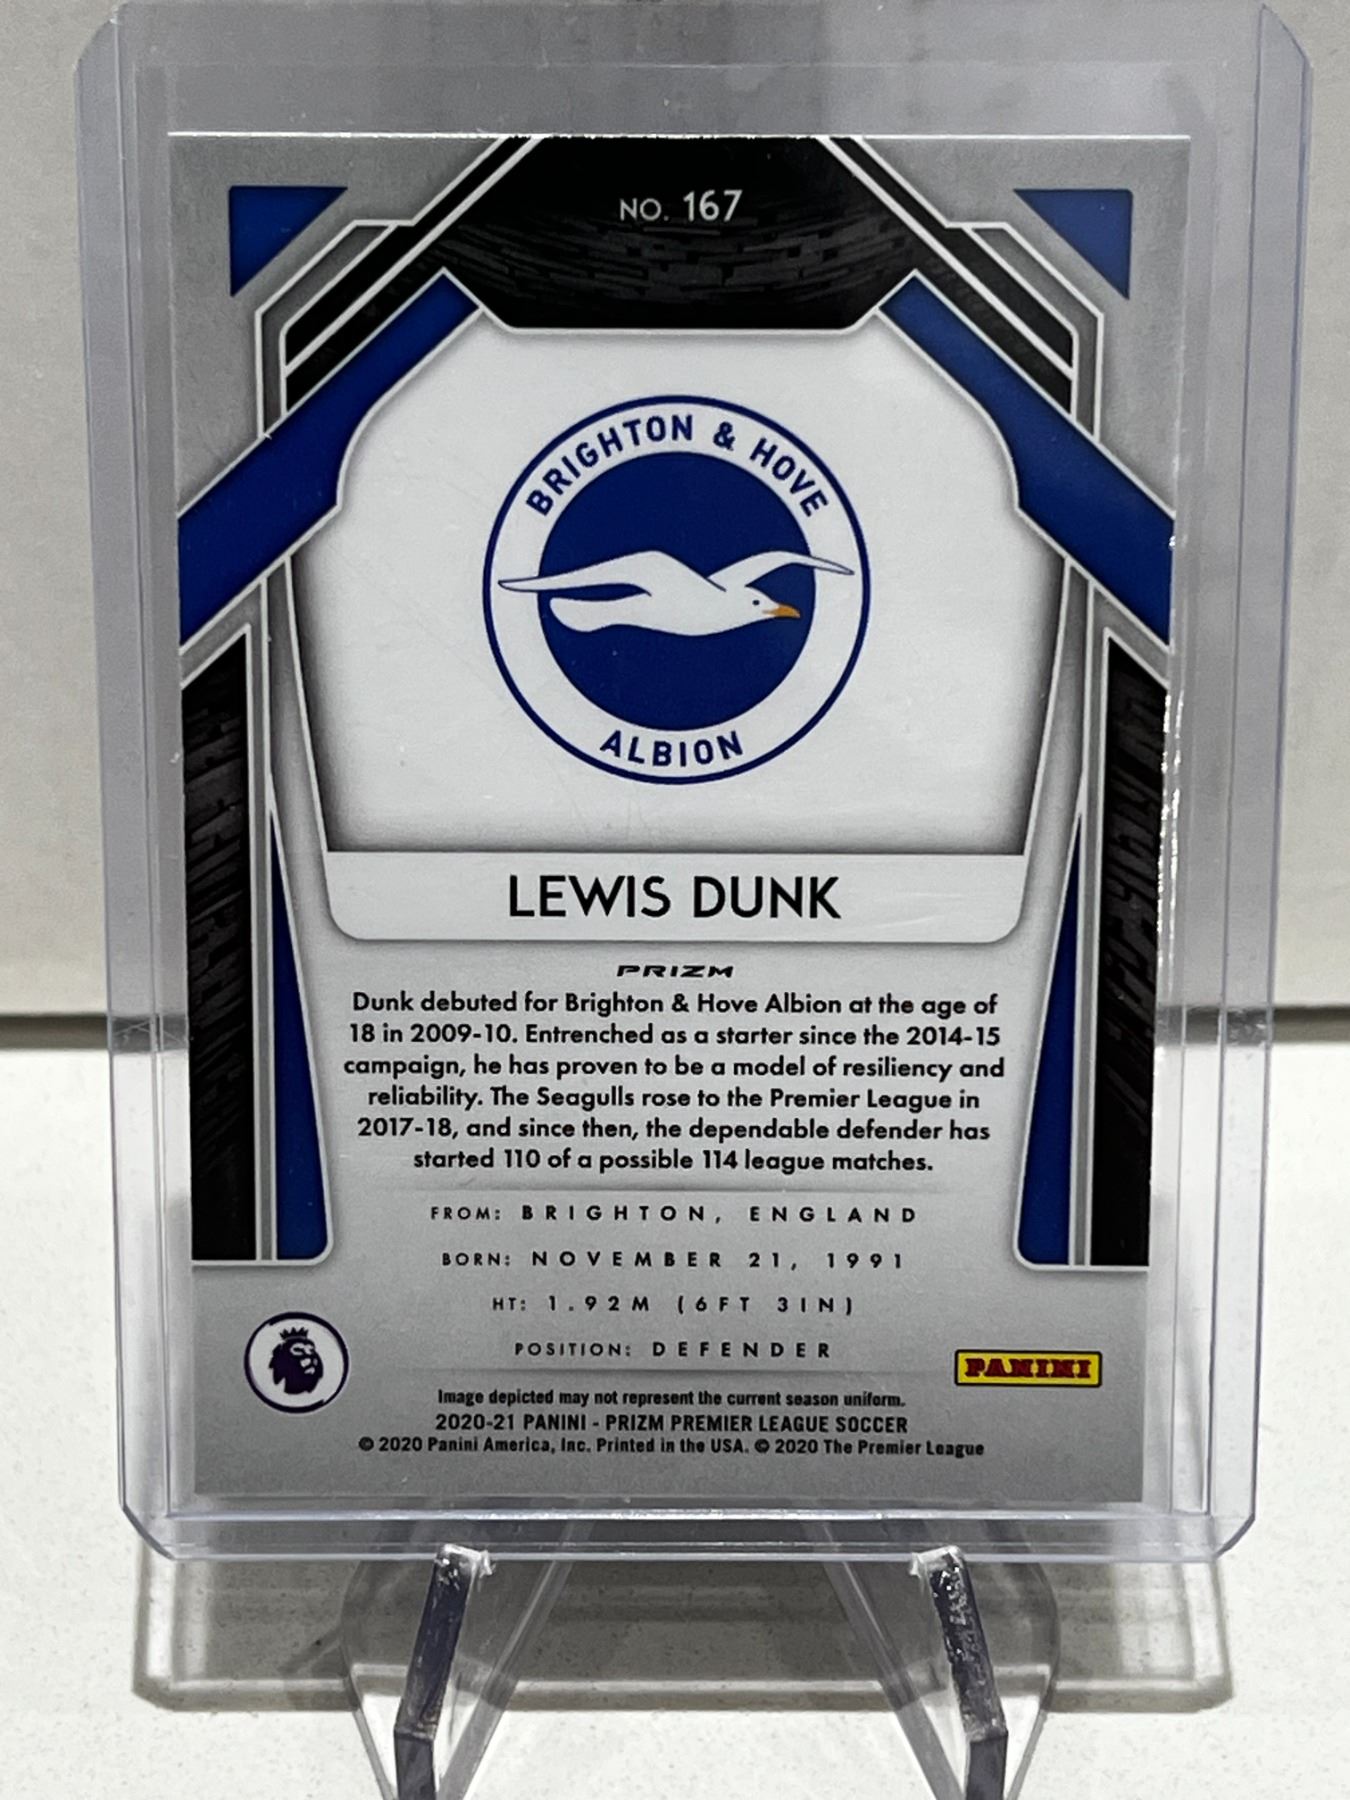 NO. 167
BRIGHTON & HOVE
ALBION
LEWIS DUNK
PRIZM
Dunk debuted for Brighton & Hove Albion at the age of
18 in 2009-10. Entrenched as a starter since the 2014-15
campaign, he has proven to be a model of resiliency and
reliability. The Seagulls rose to the Premier League in
2017-18, and since then, the dependable defender has
started 110 of a possible 114 league matches.
FROM: BRIGHTON, ENGLAND
BORN: NOVEMBER 21, 1991
HT: 1.92M (6FT 3IN)
POSITION: DEFENDER
PANINI
Image depicted may not represent the current season uniform.
2020-21 PANINI - PRIZM PREMIER LEAGUE SOCCER
© 2020 Panini America, Inc. Printed in the USA. © 2020 The Premier League